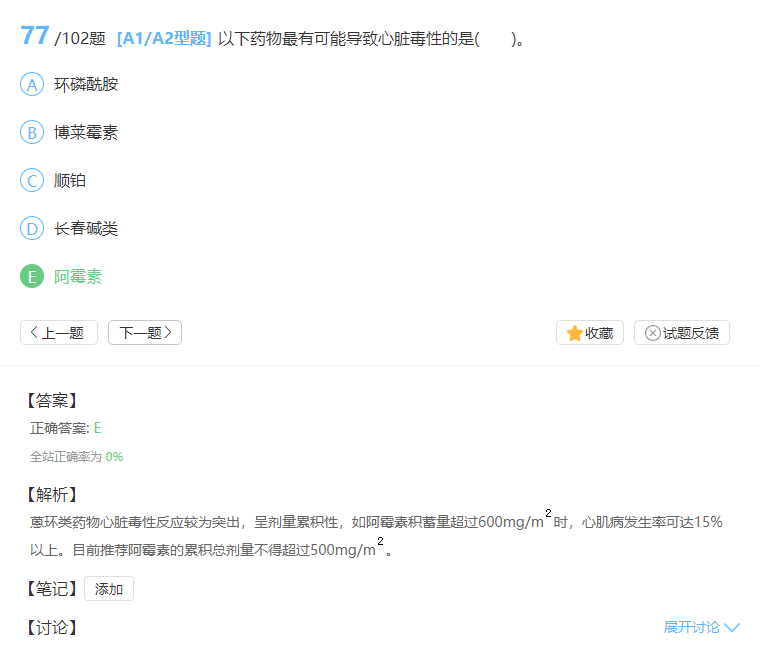 77 /102题 [A1/A2型题] 以下药物最有可能导致心脏毒性的是(  )。
A 环磷酰胺
B 博莱霉素
C 顺铂
D 长春碱类
E 阿霉素
上一题 下一题 收藏 试题反馈
【答案】
正确答案: E
全站正确率为 0%
【解析】
蒽环类药物心脏毒性反应较为突出，呈剂量累积性，如阿霉素积蓄量超过600mg/m²时，心肌病发生率可达15%
以上。目前推荐阿霉素的累积总剂量不得超过500mg/m²。
【笔记】 添加
【讨论】 展开讨论